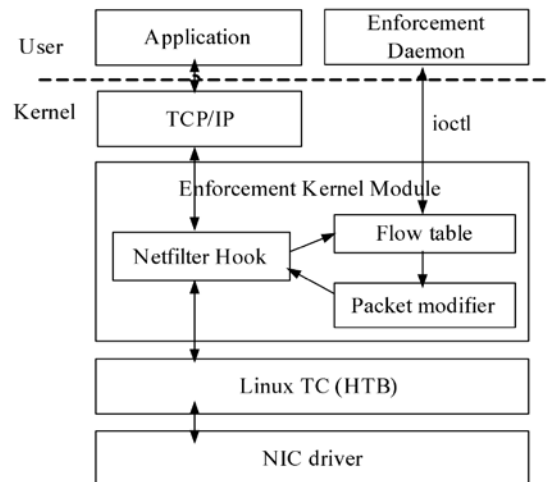 User
Application
Enforcement
Daemon
Kernel
TCP/IP
ioctl
Enforcement Kernel Module
Netfilter Hook
Flow table
Packet modifier
Linux TC (HTB)
NIC driver